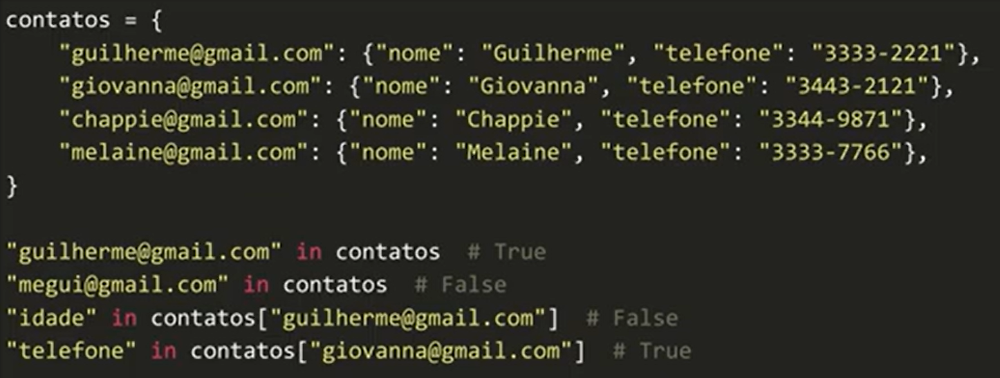 contatos = {
    "guilherme@gmail.com": {"nome": "Guilherme", "telefone": "3333-2221"},
    "giovanna@gmail.com": {"nome": "Giovanna", "telefone": "3443-2121"},
    "chappie@gmail.com": {"nome": "Chappie", "telefone": "3344-9871"},
    "melaine@gmail.com": {"nome": "Melaine", "telefone": "3333-7766"},
}

"guilherme@gmail.com" in contatos  # True
"megui@gmail.com" in contatos  # False
"idade" in contatos["guilherme@gmail.com"]  # False
"telefone" in contatos["giovanna@gmail.com"]  # True